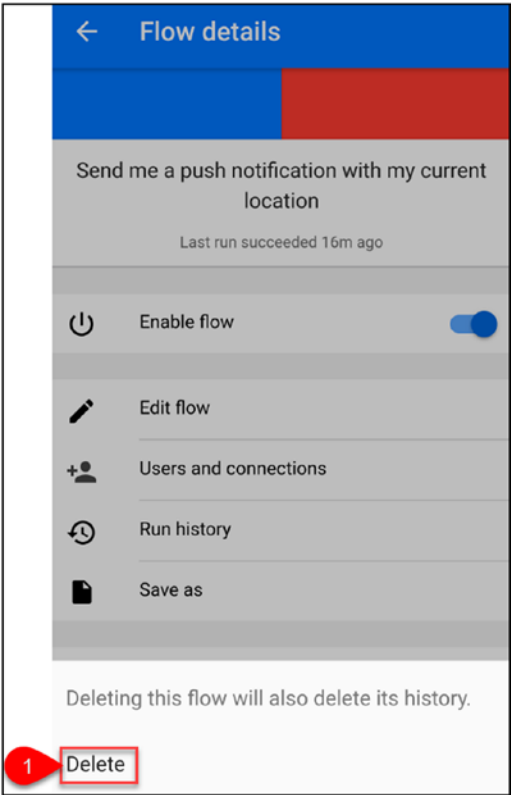 Flow details
Send me a push notification with my current
location
Last run succeeded 16m ago
Enable flow
Edit flow
Users and connections
Run history
Save as
Deleting this flow will also delete its history.
1 Delete